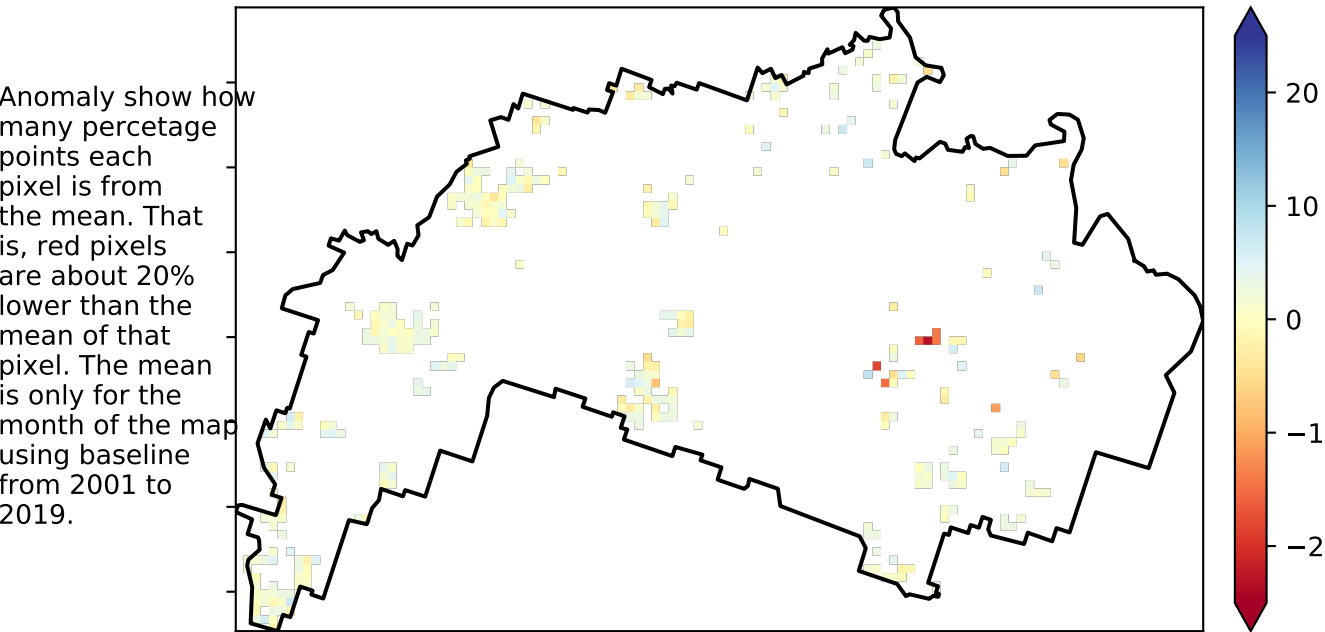 Anomaly show how
many percetage
points each
pixel is from
the mean. That
is, red pixels
are about 20%
lower than the
mean of that
pixel. The mean
is only for the
month of the map
using baseline
from 2001 to
2019.
20
10
0
−1
−2